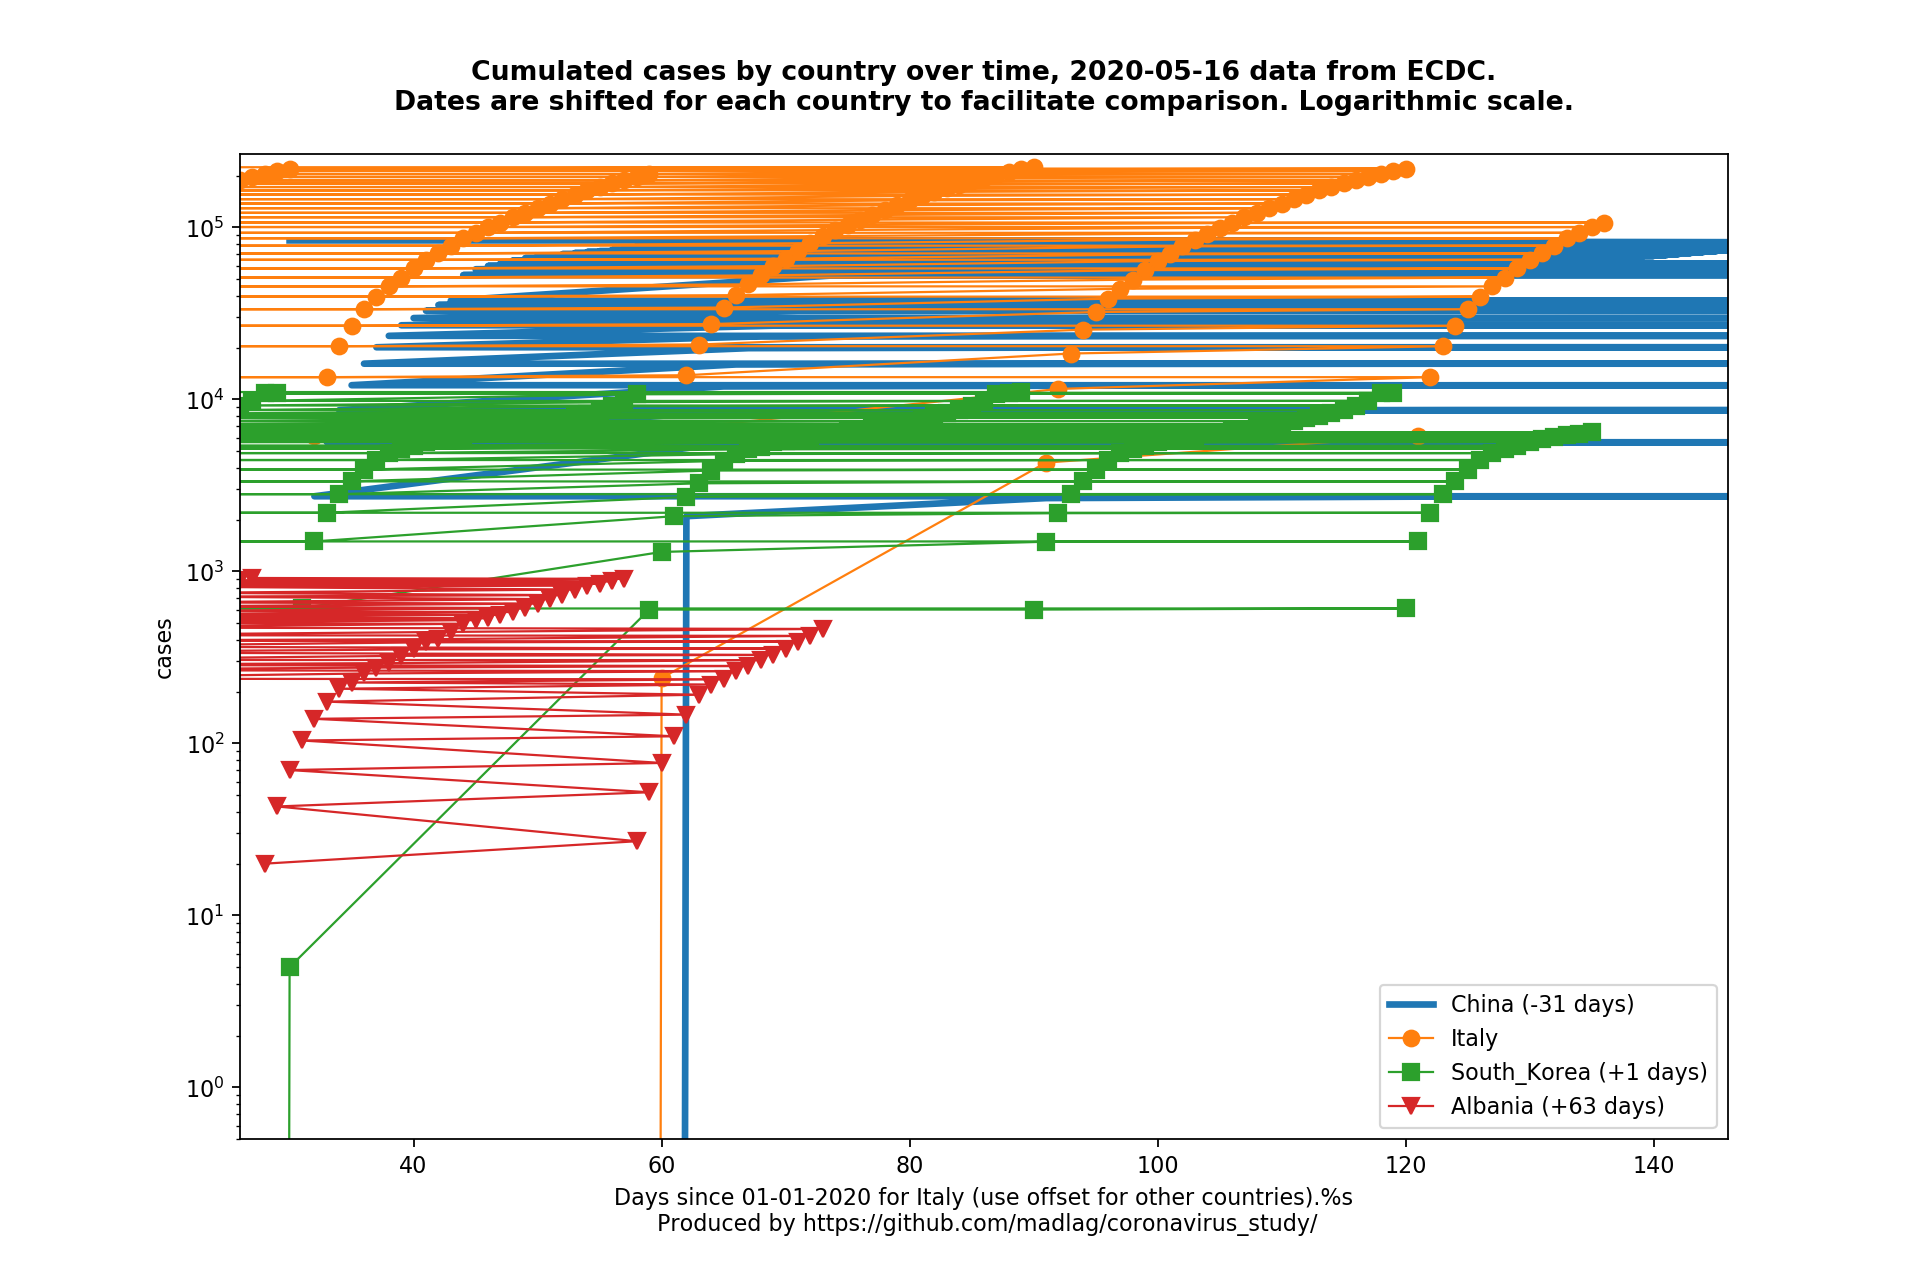 Cumulated cases by country over time, 2020-05-16 data from ECDC.
Dates are shifted for each country to facilitate comparison. Logarithmic scale.
cases
10^5
10^4
10^3
10^2
10^1
10^0
40 60 80 100 120 140
China (-31 days)
Italy
South_Korea (+1 days)
Albania (+63 days)
Days since 01-01-2020 for Italy (use offset for other countries).%s
Produced by https://github.com/madlag/coronavirus_study/